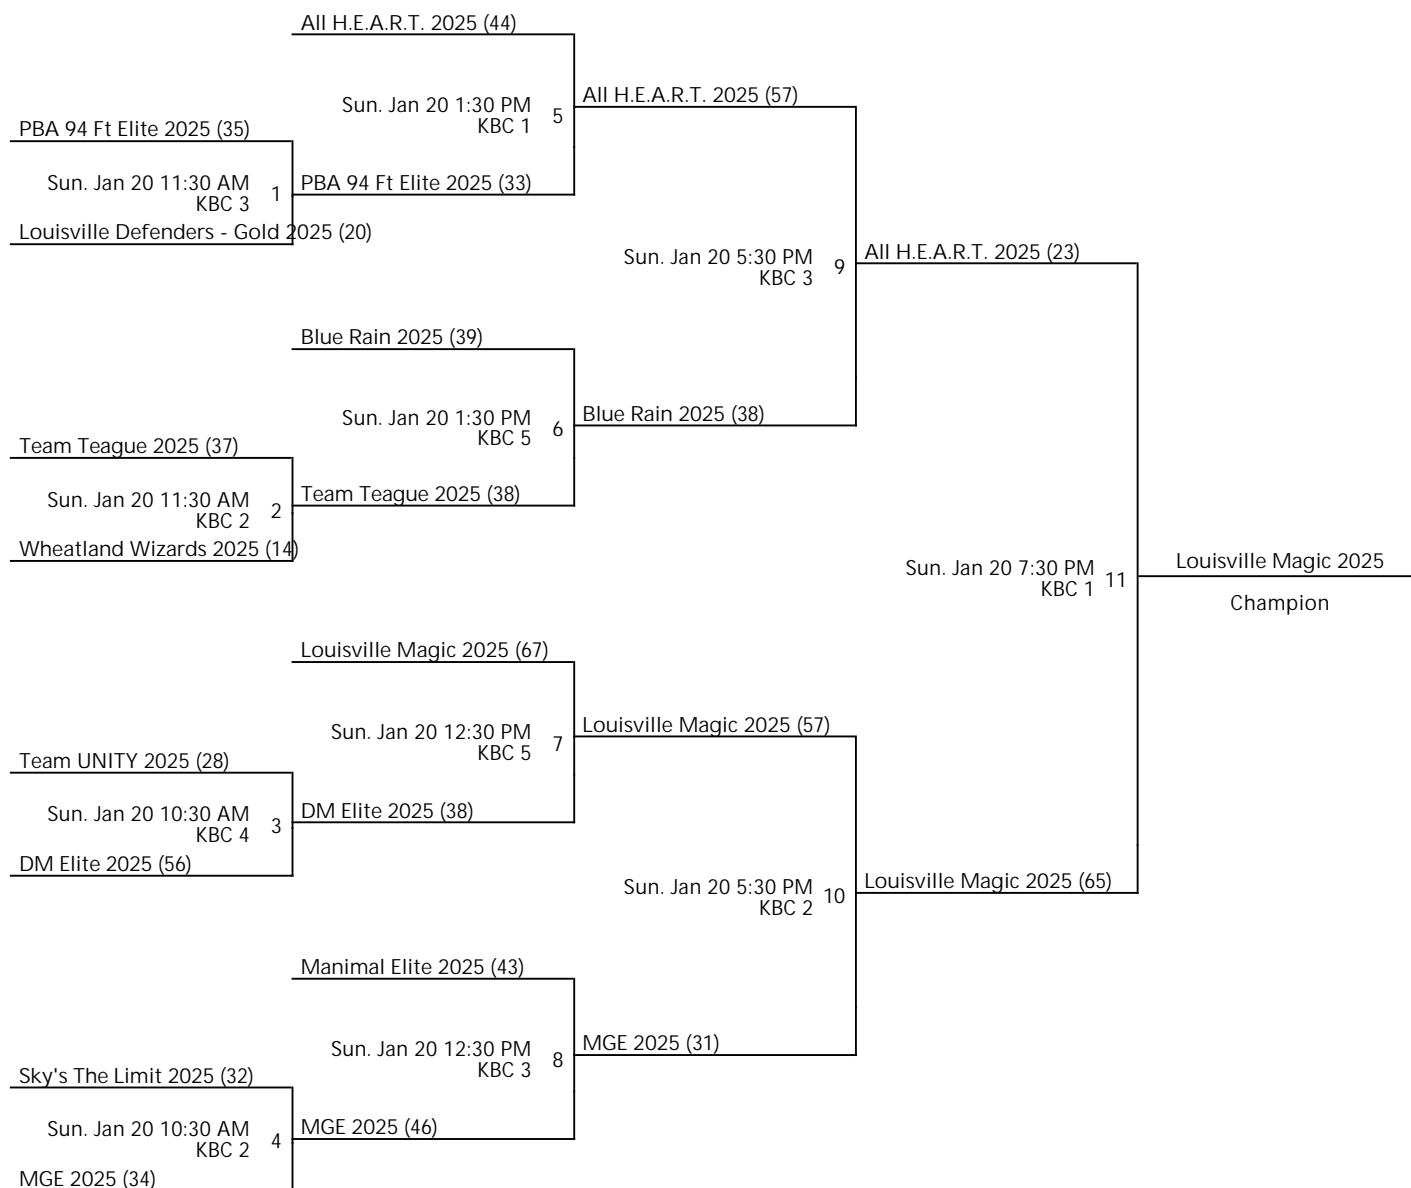 All H.E.A.R.T. 2025 (44)
Sun. Jan 20 1:30 PM
KBC 1
5
All H.E.A.R.T. 2025 (57)
PBA 94 Ft Elite 2025 (35)
Sun. Jan 20 11:30 AM
KBC 3
1
PBA 94 Ft Elite 2025 (33)
Louisville Defenders - Gold 2025 (20)
Sun. Jan 20 5:30 PM
KBC 3
9
All H.E.A.R.T. 2025 (23)
Blue Rain 2025 (39)
Sun. Jan 20 1:30 PM
KBC 5
6
Blue Rain 2025 (38)
Team Teague 2025 (37)
Sun. Jan 20 11:30 AM
KBC 2
2
Team Teague 2025 (38)
Wheatland Wizards 2025 (14)
Sun. Jan 20 7:30 PM
KBC 1
11
Louisville Magic 2025
Champion
Louisville Magic 2025 (67)
Sun. Jan 20 12:30 PM
KBC 5
7
Louisville Magic 2025 (57)
Team UNITY 2025 (28)
Sun. Jan 20 10:30 AM
KBC 4
3
DM Elite 2025 (38)
DM Elite 2025 (56)
Sun. Jan 20 5:30 PM
KBC 2
10
Louisville Magic 2025 (65)
Manimal Elite 2025 (43)
Sun. Jan 20 12:30 PM
KBC 3
8
MGE 2025 (31)
Sky's The Limit 2025 (32)
Sun. Jan 20 10:30 AM
KBC 2
4
MGE 2025 (46)
MGE 2025 (34)